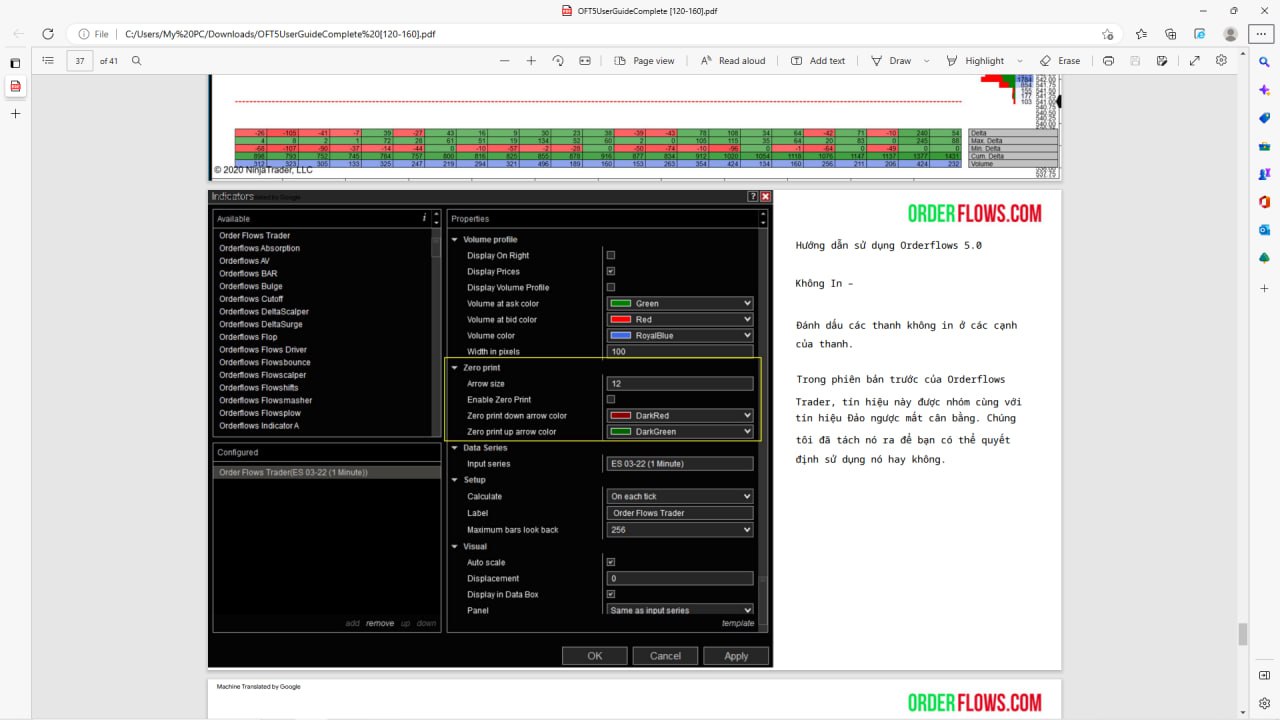 OFT5UserGuideComplete [120-160].pdf
File C:/Users/My%20PC/Downloads/OFT5UserGuideComplete%20[120-160].pdf
37 of 41 Page view Read aloud Add text Draw Highlight Erase
1784 542.00
854 541.75
155
177
103 541.00
-26 -105 -41 -7 39 -27 43 16 9 30 23 38 -39 -43 78 108 34 64 -42 71 -10 240 54 Delta
4 8 2 1 72 28 61 51 19 134 52 60 2 0 105 115 35 64 20 83 0 245 88 Max. Delta
-68 -107 -90 -37 -14 -44 0 -10 -57 -2 -28 0 -50 -74 -10 -96 0 -1 -64 0 -49 0 0 Min. Delta
898 793 752 745 784 757 800 816 825 855 878 916 877 834 912 1020 1054 1118 1076 1147 1137 1377 1431 Cum. Delta
312 323 305 133 325 247 219 294 321 496 189 160 153 263 354 424 134 160 256 211 206 424 232 Volume
© 2020 NinjaTrader, LLC
537.75
Indicators
Available
Order Flows Trader
Orderflows Absorption
Orderflows AV
Orderflows BAR
Orderflows Bulge
Orderflows Cutoff
Orderflows DeltaScalper
Orderflows DeltaSurge
Orderflows Flop
Orderflows Flows Driver
Orderflows Flowsbounce
Orderflows Flowscalper
Orderflows Flowshifts
Orderflows Flowsmasher
Orderflows Flowsplow
Orderflows Indicator A
Configured
Order Flows Trader(ES 03-22 (1 Minute))
add remove up down
Properties
Volume profile
Display On Right
Display Prices
Display Volume Profile
Volume at ask color Green
Volume at bid color Red
Volume color RoyalBlue
Width in pixels 100
Zero print
Arrow size 12
Enable Zero Print
Zero print down arrow color DarkRed
Zero print up arrow color DarkGreen
Data Series
Input series ES 03-22 (1 Minute)
Setup
Calculate On each tick
Label Order Flows Trader
Maximum bars look back 256
Visual
Auto scale
Displacement 0
Display in Data Box
Panel Same as input series
template
OK Cancel Apply
ORDERFLOWS.COM
Hướng dẫn sử dụng Orderflows 5.0
Không In –
Đánh dấu các thanh không in ở các cạnh
của thanh.
Trong phiên bản trước của Orderflows
Trader, tín hiệu này được nhóm cùng với
tín hiệu Đảo ngược mất cân bằng. Chúng
tôi đã tách nó ra để bạn có thể quyết
định sử dụng nó hay không.
Machine Translated by Google
ORDERFLOWS.COM